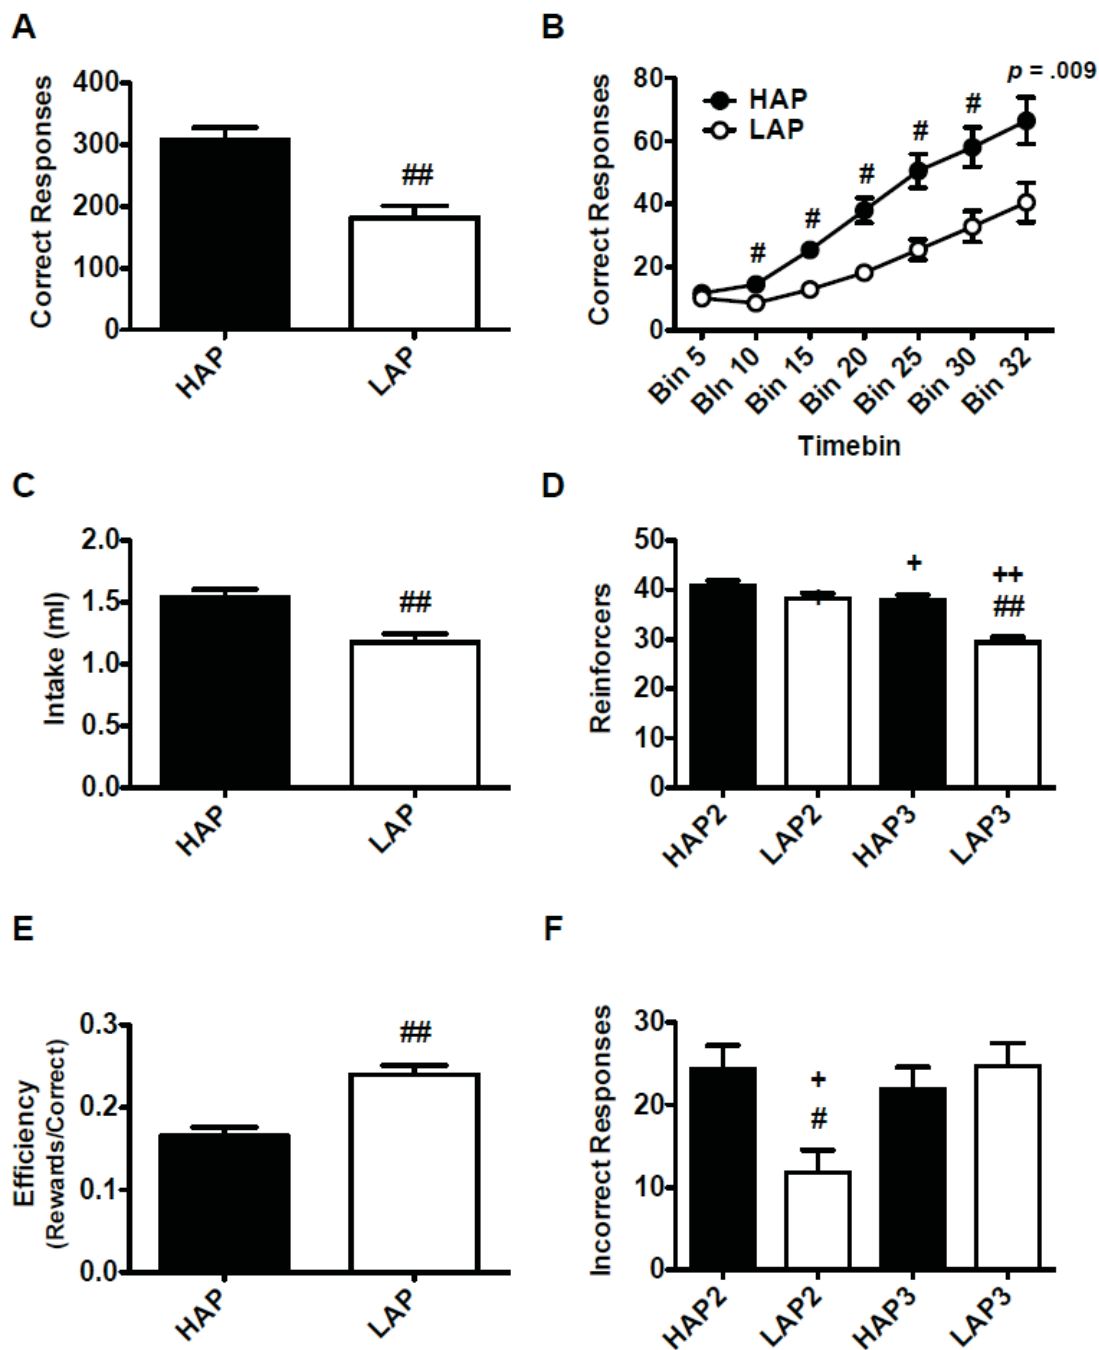 A
Correct Responses
400
300
200
100
0
##
HAP
LAP
B
Correct Responses
80
60
40
20
0
HAP
LAP
#
#
#
#
#
p = .009
Bin 5
BIn 10
Bin 15
Bin 20
Bin 25
Bin 30
Bin 32
Timebin
C
Intake (ml)
2.0
1.5
1.0
0.5
0.0
##
HAP
LAP
D
Reinforcers
50
40
30
20
10
0
+
++
##
HAP2
LAP2
HAP3
LAP3
E
Efficiency
(Rewards/Correct)
0.3
0.2
0.1
0.0
##
HAP
LAP
F
Incorrect Responses
30
20
10
0
+
#
HAP2
LAP2
HAP3
LAP3